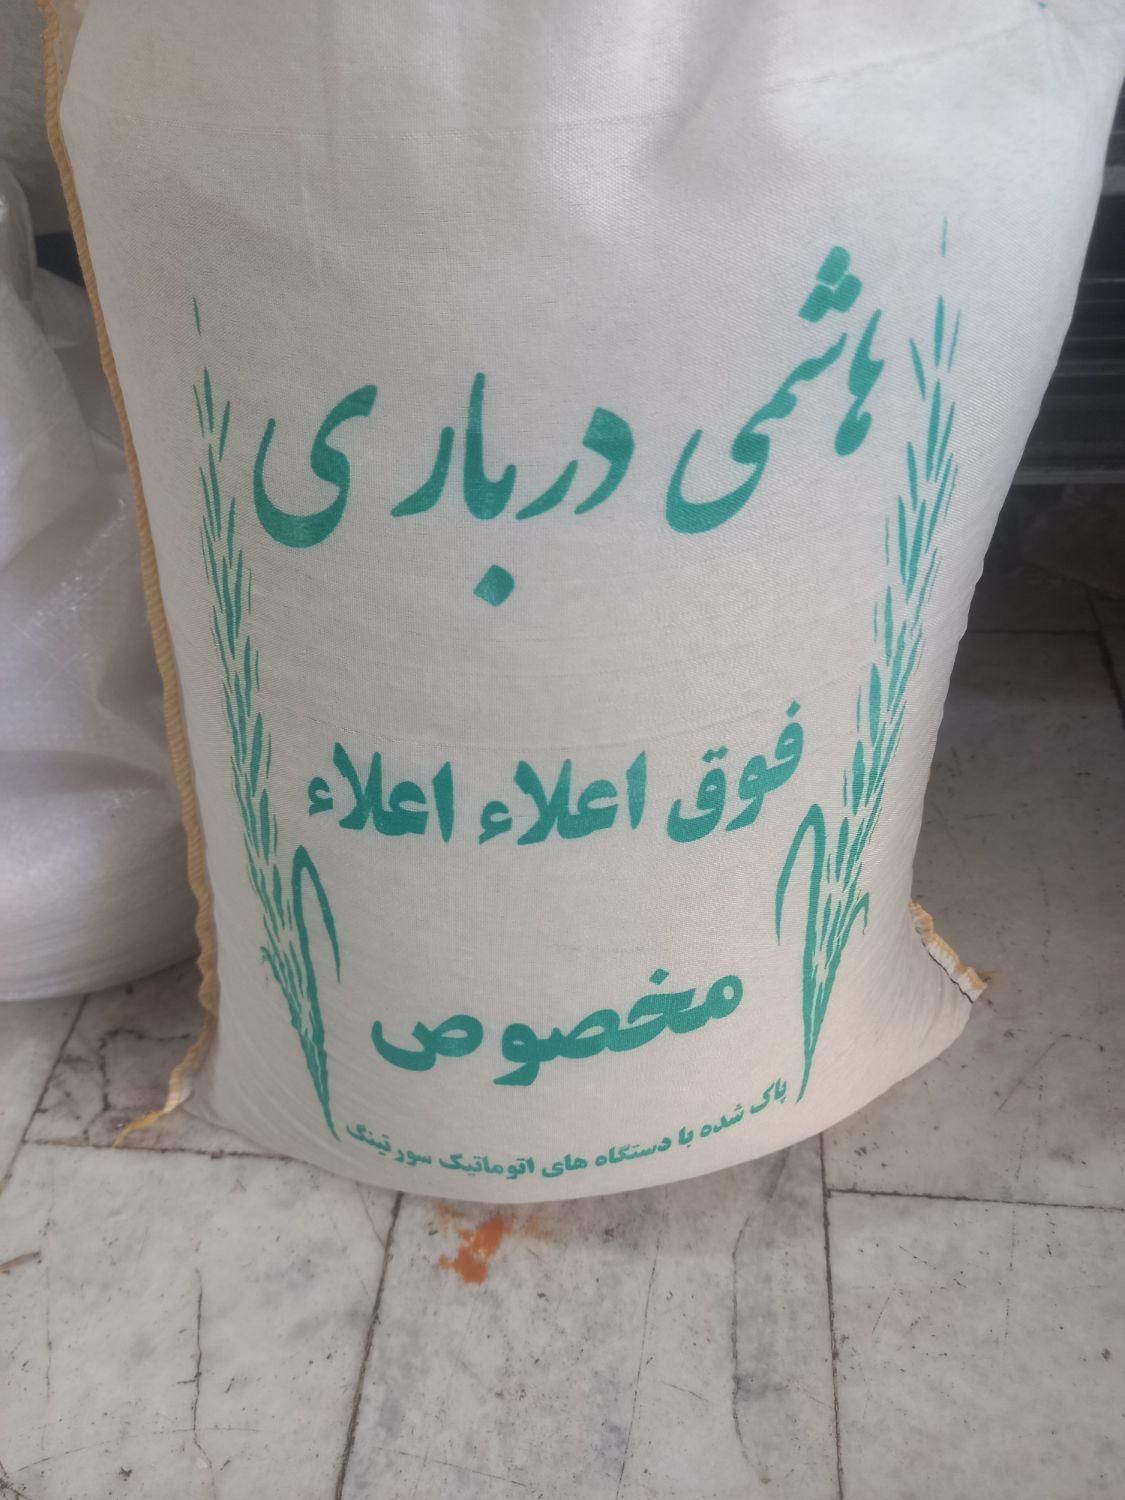 هاشمی درباری
فوق اعلاء اعلاء
مخصوص
پاک شده با دستگاه های اتوماتیک سورتینگ